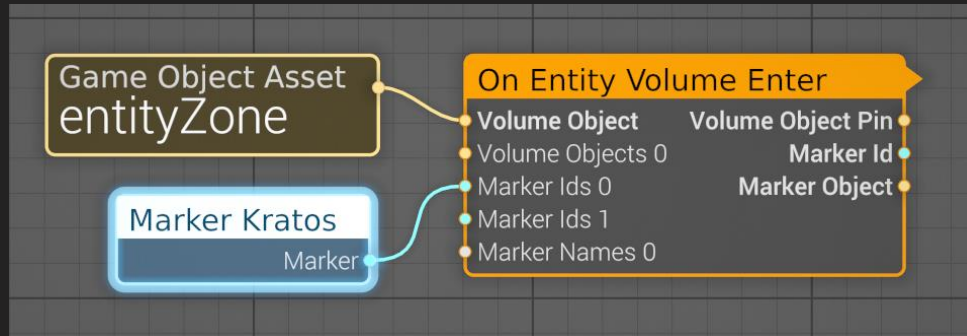 Game Object Asset
entityZone
Marker Kratos
Marker
On Entity Volume Enter
Volume Object
Volume Object Pin
Volume Objects 0
Marker Id
Marker Ids 0
Marker Object
Marker Ids 1
Marker Names 0